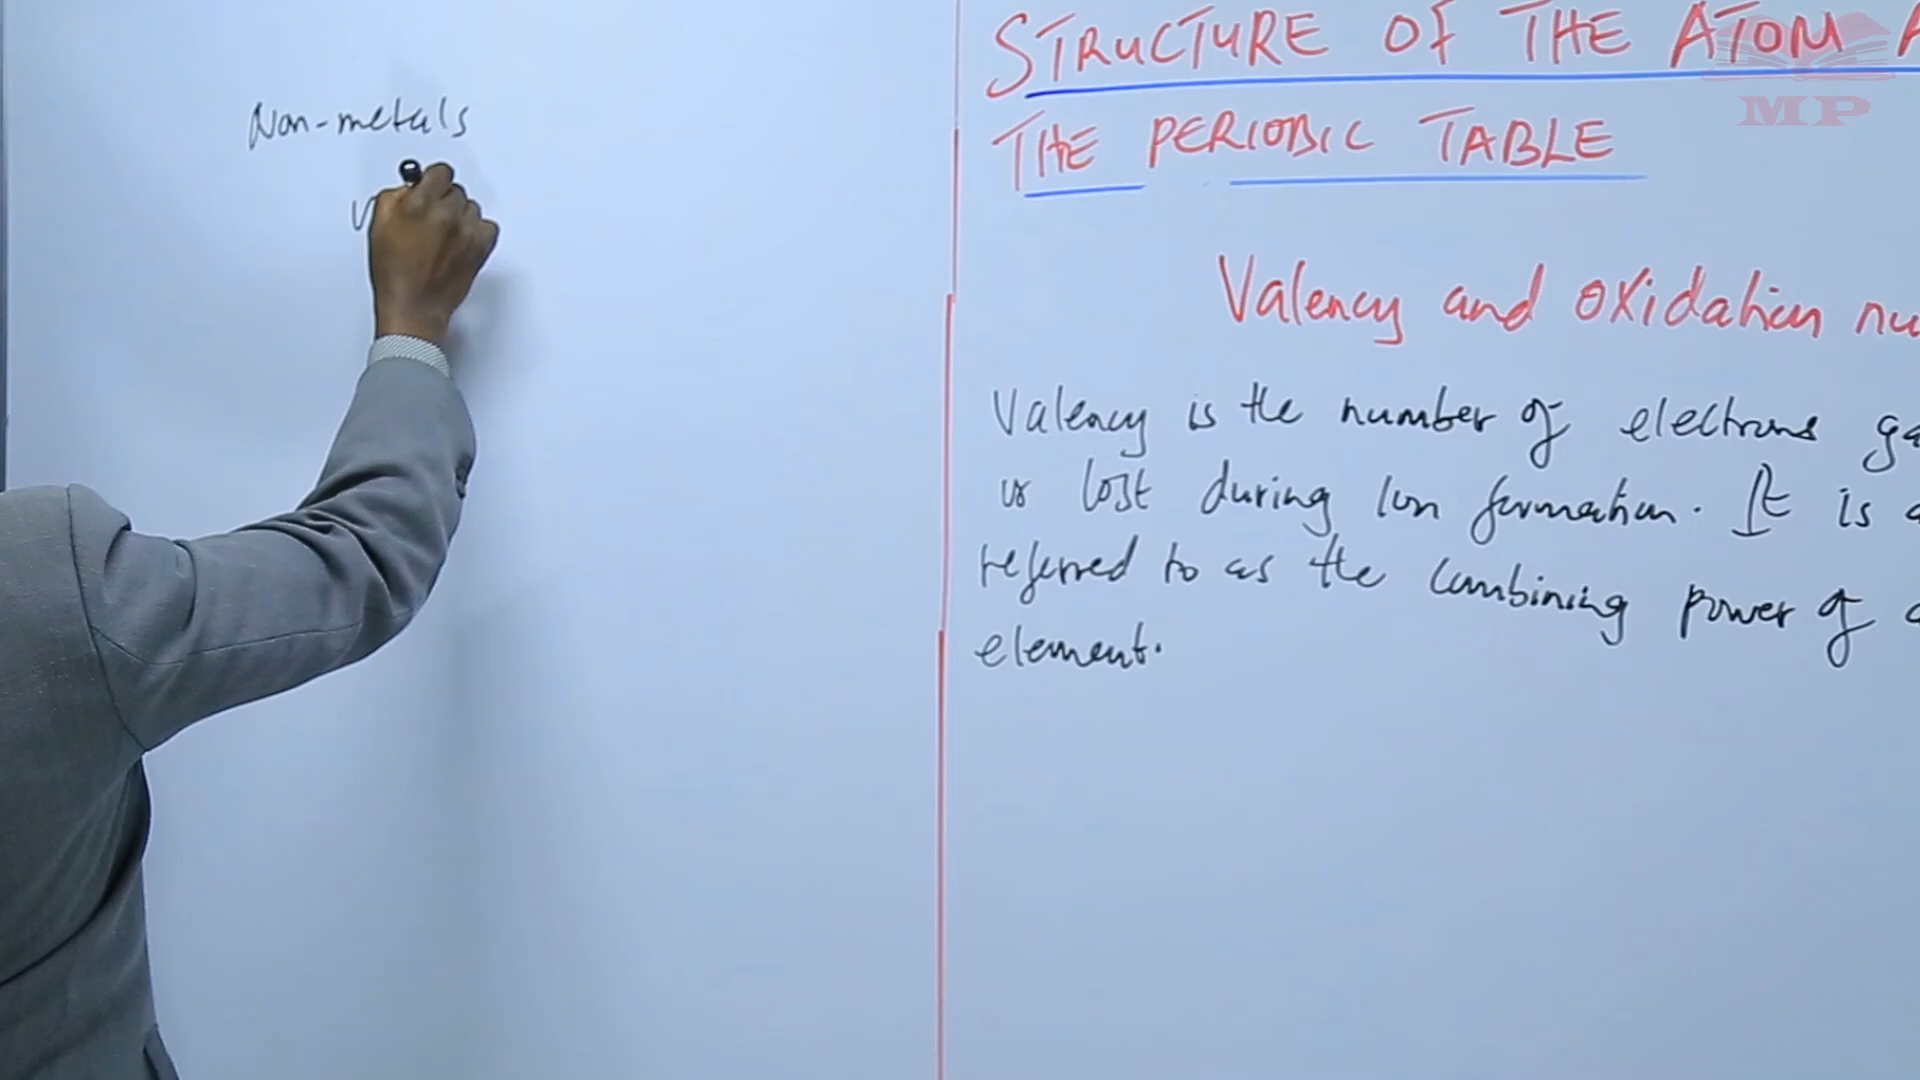 Non-metals
STRUCTURE OF THE ATOM A
THE PERIODIC TABLE
MP
Valency and oxidation nu
Valency is the number of electrons ga
or lost during ion formation. It is a
referred to as the combining power of a
element.